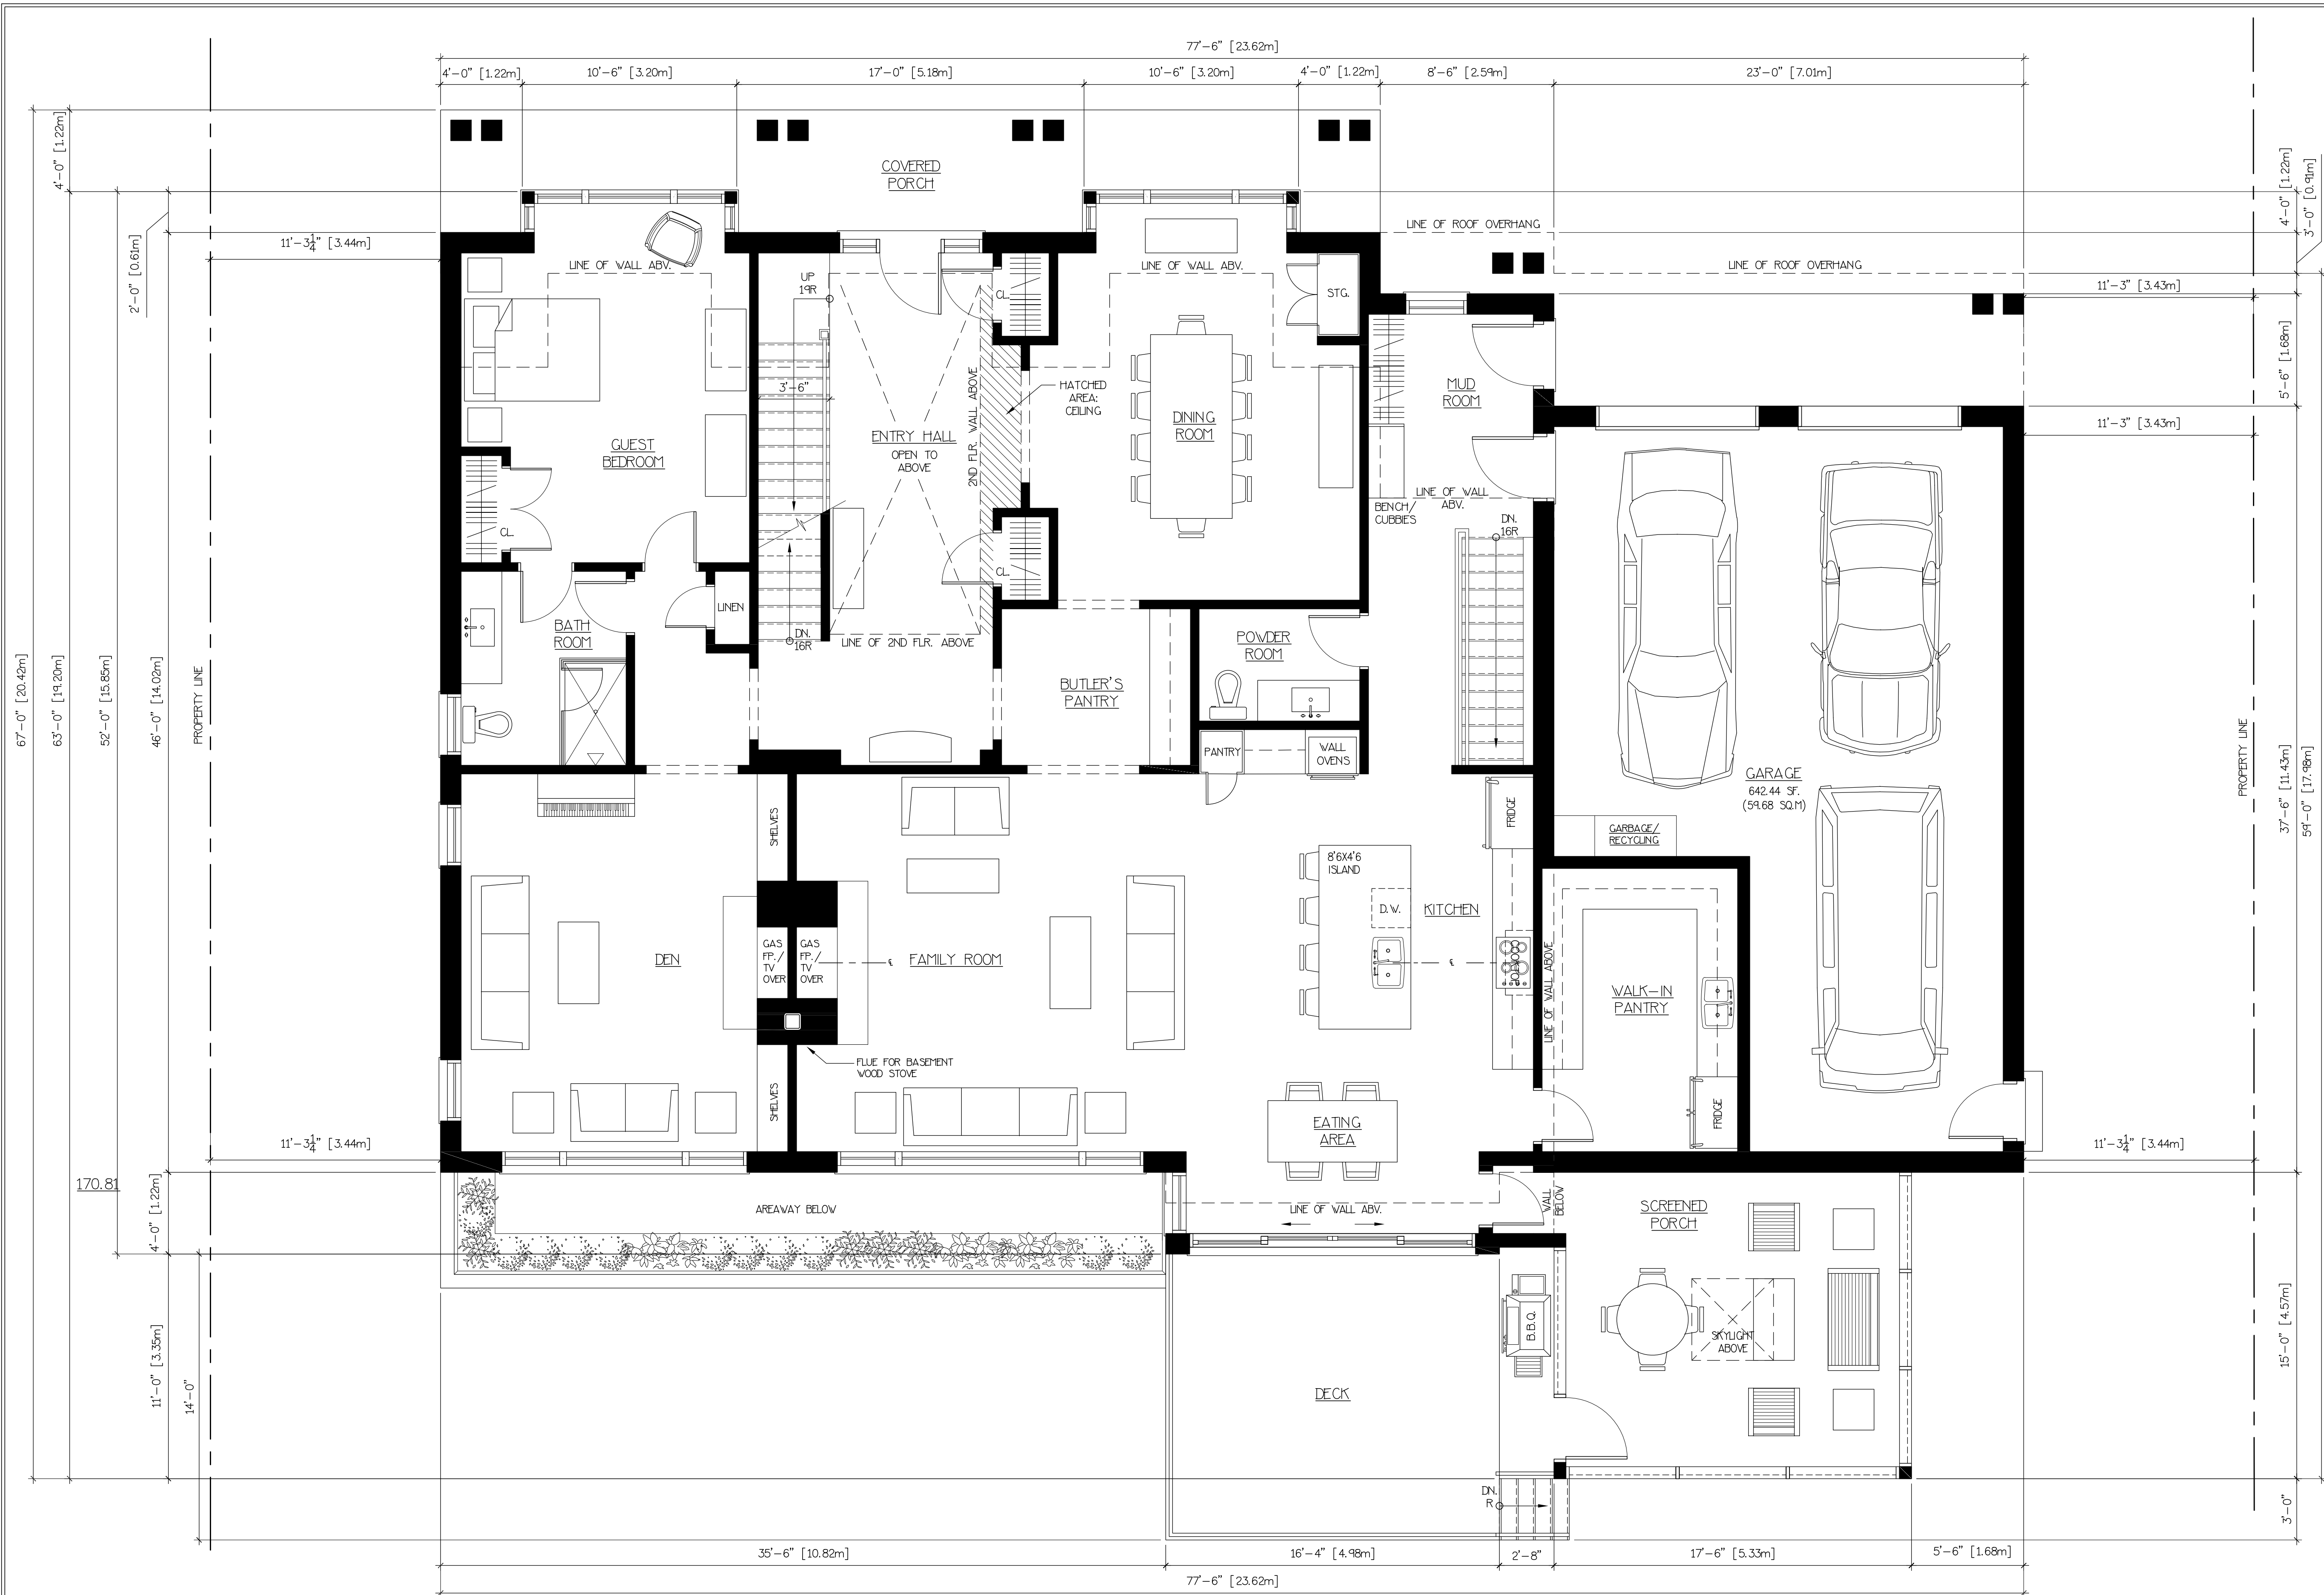 77'-6" [23.62m]
4'-0" [1.22m]
10'-6" [3.20m]
17'-0" [5.18m]
10'-6" [3.20m]
4'-0" [1.22m]
8'-6" [2.59m]
23'-0" [7.01m]
4'-0" [1.22m]
2'-0" [0.61m]
67'-0" [20.42m]
63'-0" [19.20m]
52'-0" [15.85m]
46'-0" [14.02m]
PROPERTY LINE
11'-3¼" [3.44m]
11'-3¼" [3.44m]
170.81
4'-0" [1.22m]
11'-0" [3.35m]
14'-0"
COVERED
PORCH
LINE OF ROOF OVERHANG
LINE OF ROOF OVERHANG
LINE OF WALL ABV.
UP
19R
CL.
LINE OF WALL ABV.
STG.
3'-6"
2ND FLR. WALL ABOVE
HATCHED
AREA:
CEILING
MUD
ROOM
DINING
ROOM
GUEST
BEDROOM
ENTRY HALL
OPEN TO
ABOVE
CL.
CL.
LINE OF WALL
ABV.
BENCH/
CUBBIES
DN.
16R
LINEN
BATH
ROOM
DN.
16R
LINE OF 2ND FLR. ABOVE
POWDER
ROOM
BUTLER'S
PANTRY
PANTRY
WALL
OVENS
GARAGE
642.44 SF.
(59.68 SQ.M)
GARBAGE/
RECYCLING
SHELVES
FRIDGE
8'6X4'6
ISLAND
D.W.
KITCHEN
COOKTOP
DEN
GAS
FP./
TV
OVER
GAS
FP./
TV
OVER
FAMILY ROOM
LINE OF WALL ABOVE
WALK-IN
PANTRY
FRIDGE
FLUE FOR BASEMENT
WOOD STOVE
SHELVES
EATING
AREA
AREAWAY BELOW
LINE OF WALL ABV.
WALL
BELOW
SCREENED
PORCH
B.B.Q.
SKYLIGHT
ABOVE
DECK
DN.
R
4'-0" [1.22m]
3'-0" [0.91m]
11'-3" [3.43m]
5'-6" [1.68m]
11'-3" [3.43m]
PROPERTY LINE
37'-6" [11.43m]
59'-0" [17.98m]
11'-3¼" [3.44m]
15'-0" [4.57m]
3'-0"
35'-6" [10.82m]
16'-4" [4.98m]
2'-8"
17'-6" [5.33m]
5'-6" [1.68m]
77'-6" [23.62m]